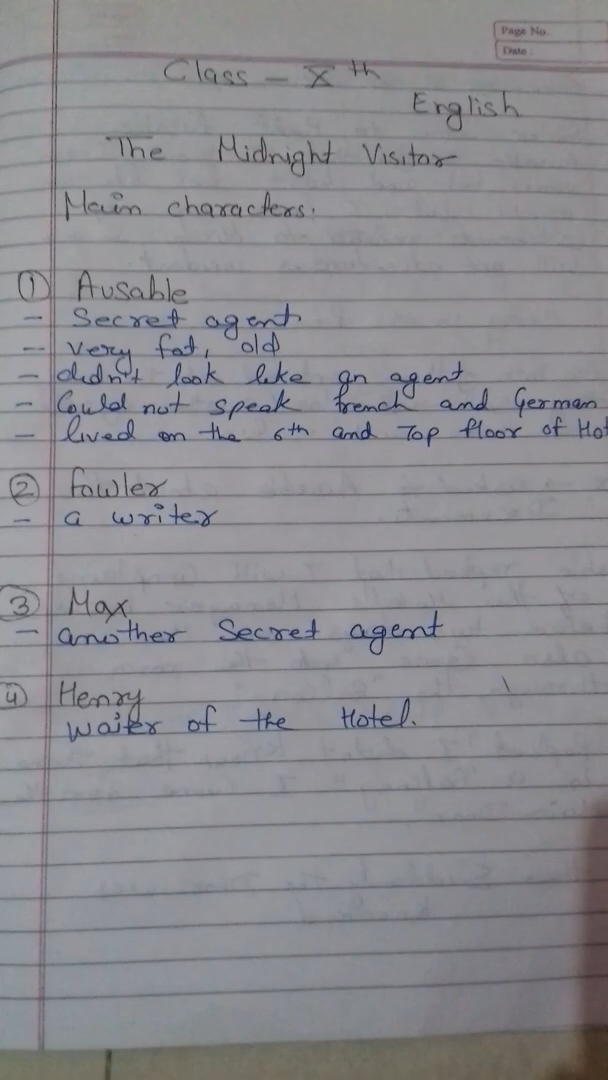 Page No.
Date :
Class - Xth
English
The Midnight Visitor
Main characters.
① Ausable
- Secret agent.
- very fat, old
- didn't look like an agent
- Could not speak french and German
- lived on the 6th and Top floor of Hot
② fowler
- a writer
③ Max
- another Secret agent
④ Henry
waiter of the Hotel.